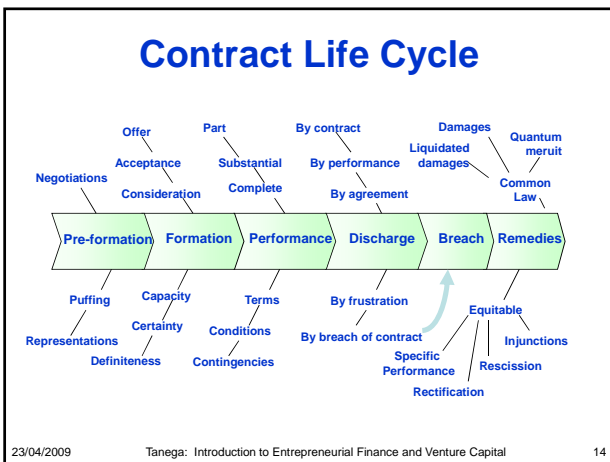 Contract Life Cycle
Offer
Part
By contract
Damages
Quantum
meruit
Liquidated
damages
Acceptance
Substantial
By performance
Negotiations
Complete
Common
Law
Consideration
By agreement
Pre-formation
Formation
Performance
Discharge
Breach
Remedies
Puffing
Capacity
Terms
By frustration
Equitable
Representations
Certainty
Conditions
By breach of contract
Injunctions
Definiteness
Contingencies
Specific
Performance
Rescission
Rectification
23/04/2009
Tanega: Introduction to Entrepreneurial Finance and Venture Capital
14